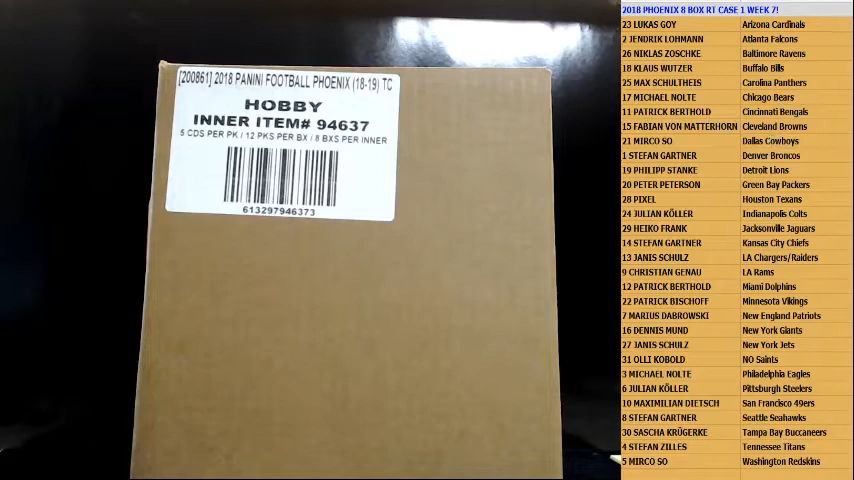 [200861] 2018 PANINI FOOTBALL PHOENIX (18-19) TC
HOBBY
INNER ITEM# 94637
5 CDS PER PK / 12 PKS PER BX / 8 BXS PER INNER
613297946373
2018 PHOENIX 8 BOX RT CASE 1 WEEK 7!
23 LUKAS GOY Arizona Cardinals
2 JENDRIK LOHMANN Atlanta Falcons
26 NIKLAS ZOSCHKE Baltimore Ravens
18 KLAUS WUTZER Buffalo Bills
25 MAX SCHULTHEIS Carolina Panthers
17 MICHAEL NOLTE Chicago Bears
11 PATRICK BERTHOLD Cincinnati Bengals
15 FABIAN VON MATTERHORN Cleveland Browns
21 MIRCO SO Dallas Cowboys
1 STEFAN GARTNER Denver Broncos
19 PHILIPP STANKE Detroit Lions
20 PETER PETERSON Green Bay Packers
28 PIXEL Houston Texans
24 JULIAN KÖLLER Indianapolis Colts
29 HEIKO FRANK Jacksonville Jaguars
14 STEFAN GARTNER Kansas City Chiefs
13 JANIS SCHULZ LA Chargers/Raiders
9 CHRISTIAN GENAU LA Rams
12 PATRICK BERTHOLD Miami Dolphins
22 PATRICK BISCHOFF Minnesota Vikings
7 MARIUS DABROWSKI New England Patriots
16 DENNIS MUND New York Giants
27 JANIS SCHULZ New York Jets
31 OLLI KOBOLD NO Saints
3 MICHAEL NOLTE Philadelphia Eagles
6 JULIAN KÖLLER Pittsburgh Steelers
10 MAXIMILIAN DIETSCH San Francisco 49ers
8 STEFAN GARTNER Seattle Seahawks
30 SASCHA KRÜGERKE Tampa Bay Buccaneers
4 STEFAN ZILLES Tennessee Titans
5 MIRCO SO Washington Redskins